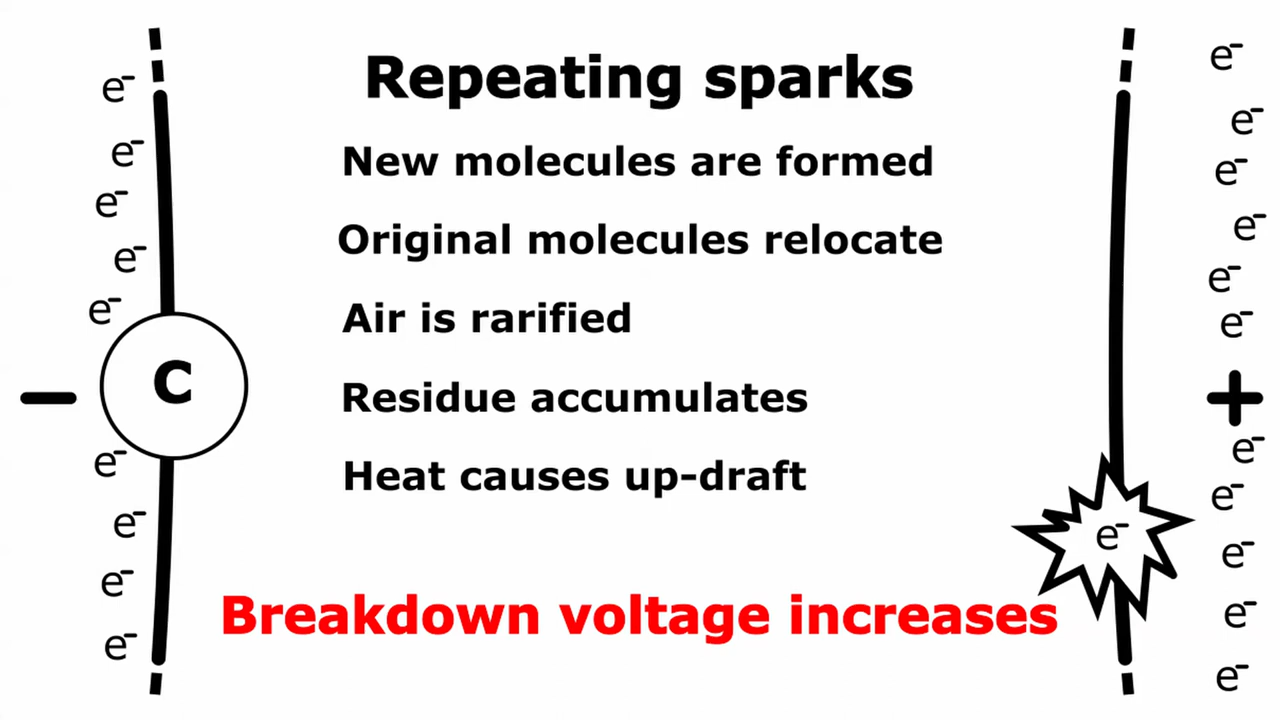 Repeating sparks
New molecules are formed
Original molecules relocate
Air is rarified
Residue accumulates
Heat causes up-draft
Breakdown voltage increases
e-
e-
e-
e-
e-
− C
e-
e-
e-
e-
e-
e-
e-
e-
e-
e-
+
e-
e-
e-
e-
e-
e-